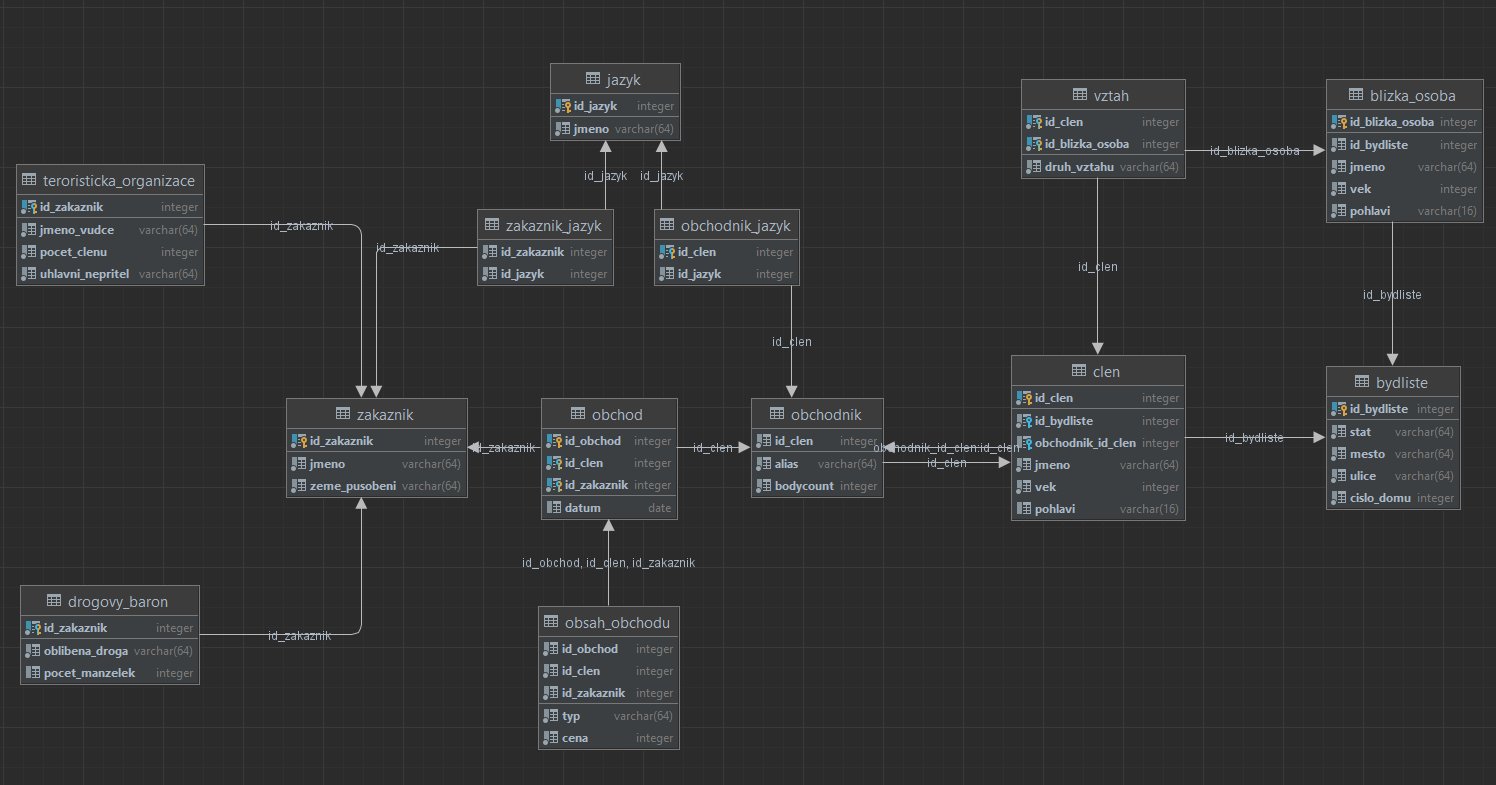 jazyk
id_jazyk integer
jmeno varchar(64)
vztah
id_clen integer
id_blizka_osoba integer
druh_vztahu varchar(64)
id_blizka_osoba
blizka_osoba
id_blizka_osoba integer
id_bydliste integer
jmeno varchar(64)
vek integer
pohlavi varchar(16)
teroristicka_organizace
id_zakaznik integer
jmeno_vudce varchar(64)
pocet_clenu integer
uhlavni_nepritel varchar(64)
id_zakaznik
id_jazyk
id_jazyk
zakaznik_jazyk
id_zakaznik integer
id_jazyk integer
id_zakaznik
obchodnik_jazyk
id_clen integer
id_jazyk integer
id_clen
id_clen
id_bydliste
zakaznik
id_zakaznik integer
jmeno varchar(64)
zeme_pusobeni varchar(64)
id_zakaznik
obchod
id_obchod integer
id_clen integer
id_zakaznik integer
datum date
id_clen
obchodnik
id_clen integer
alias varchar(64)
bodycount integer
obchodnik_id_clen:id_clen
id_clen
clen
id_clen integer
id_bydliste integer
obchodnik_id_clen integer
jmeno varchar(64)
vek integer
pohlavi varchar(16)
id_bydliste
bydliste
id_bydliste integer
stat varchar(64)
mesto varchar(64)
ulice varchar(64)
cislo_domu integer
id_obchod, id_clen, id_zakaznik
drogovy_baron
id_zakaznik integer
oblibena_droga varchar(64)
pocet_manzelek integer
id_zakaznik
obsah_obchodu
id_obchod integer
id_clen integer
id_zakaznik integer
typ varchar(64)
cena integer